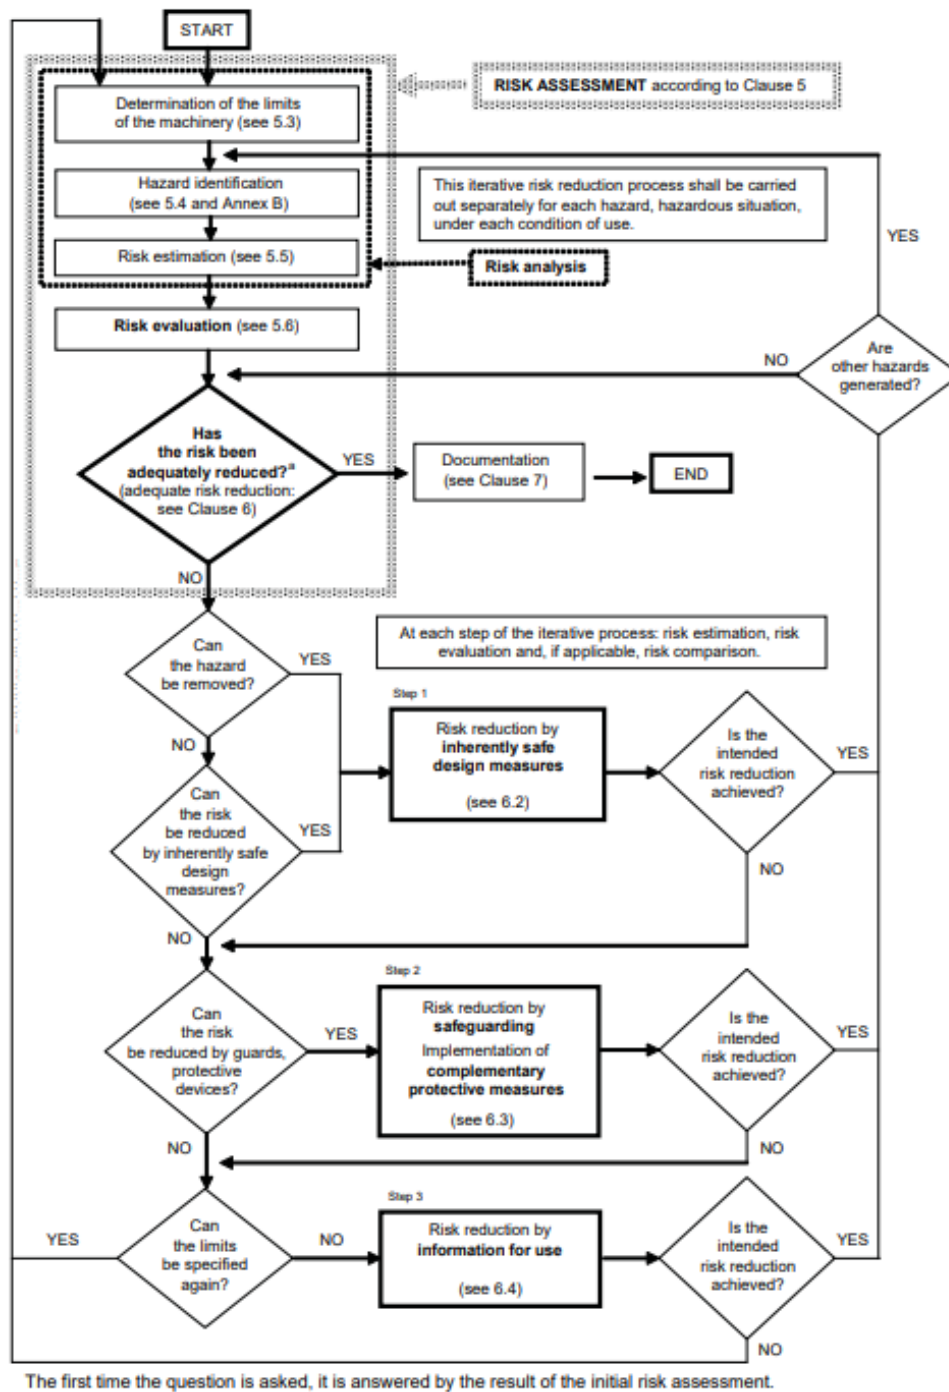 START
RISK ASSESSMENT according to Clause 5
Determination of the limits
of the machinery (see 5.3)
Hazard identification
(see 5.4 and Annex B)
This iterative risk reduction process shall be carried
out separately for each hazard, hazardous situation,
under each condition of use.
YES
Risk estimation (see 5.5)
Risk analysis
Risk evaluation (see 5.6)
NO
Are
other hazards
generated?
Has
the risk been
adequately reduced?ª
(adequate risk reduction:
see Clause 6)
YES
Documentation
(see Clause 7)
END
NO
At each step of the iterative process: risk estimation, risk
evaluation and, if applicable, risk comparison.
Can
the hazard
be removed?
YES
NO
Step 1
Risk reduction by
inherently safe
design measures
(see 6.2)
Is the
intended
risk reduction
achieved?
YES
Can
the risk
be reduced
by inherently safe
design
measures?
YES
NO
NO
Step 2
Can
the risk
be reduced by guards,
protective
devices?
YES
Risk reduction by
safeguarding
Implementation of
complementary
protective measures
(see 6.3)
Is the
intended
risk reduction
achieved?
YES
NO
NO
Step 3
YES
Can
the limits
be specified
again?
NO
Risk reduction by
information for use
(see 6.4)
Is the
intended
risk reduction
achieved?
YES
NO
The first time the question is asked, it is answered by the result of the initial risk assessment.